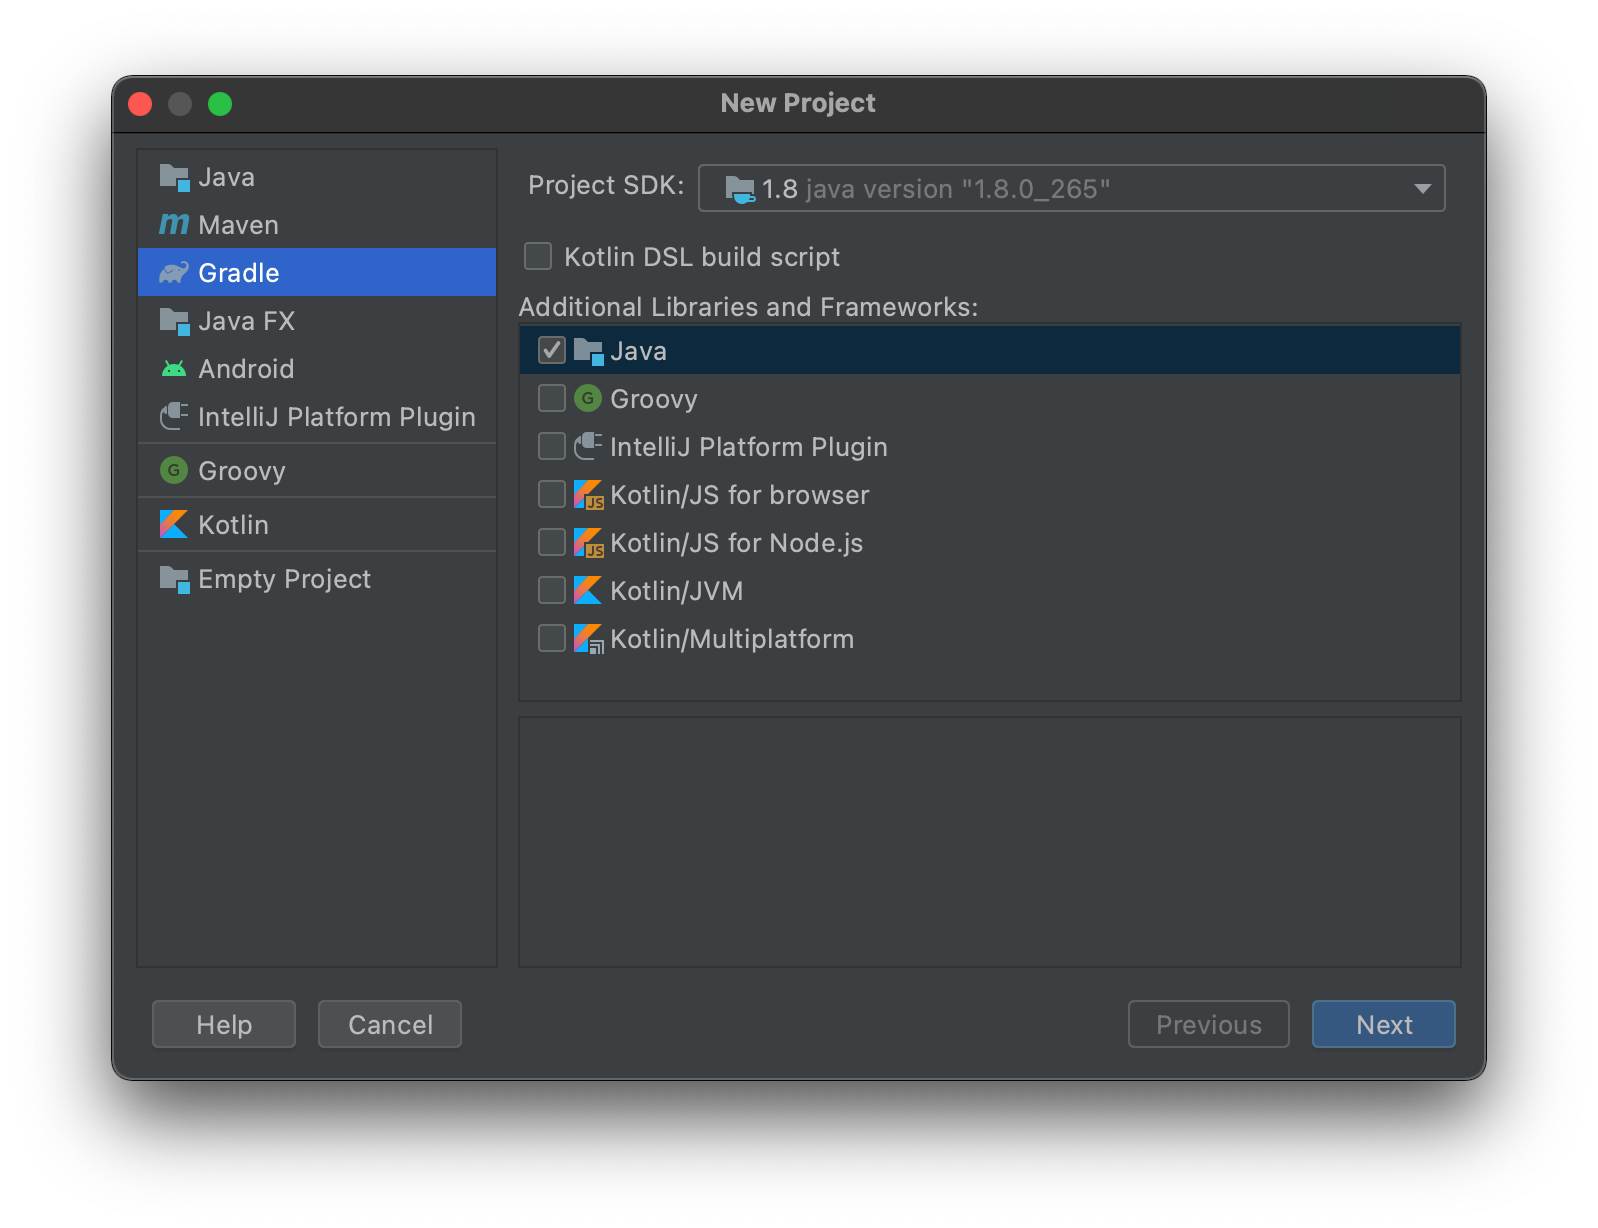 New Project
Java
Maven
Gradle
Java FX
Android
IntelliJ Platform Plugin
G Groovy
Kotlin
Empty Project
Project SDK: 1.8 java version "1.8.0_265"
Kotlin DSL build script
Additional Libraries and Frameworks:
Java
G Groovy
IntelliJ Platform Plugin
JS Kotlin/JS for browser
JS Kotlin/JS for Node.js
Kotlin/JVM
Kotlin/Multiplatform
Help Cancel Previous Next